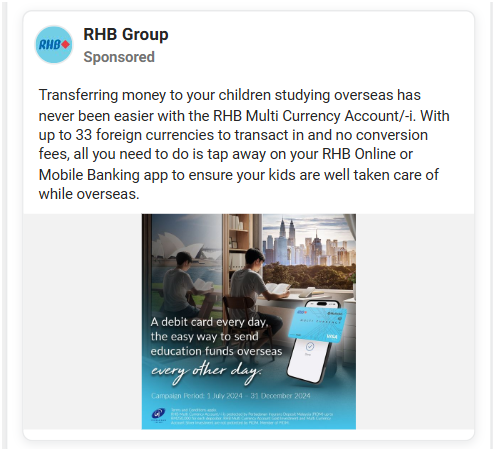 RHB
RHB Group
Sponsored
Transferring money to your children studying overseas has
never been easier with the RHB Multi Currency Account/-i. With
up to 33 foreign currencies to transact in and no conversion
fees, all you need to do is tap away on your RHB Online or
Mobile Banking app to ensure your kids are well taken care of
while overseas.
MULTI CURRENCY
VISA
A debit card every day,
the easy way to send
education funds overseas
every other day.
Campaign Period: 1 July 2024 – 31 December 2024